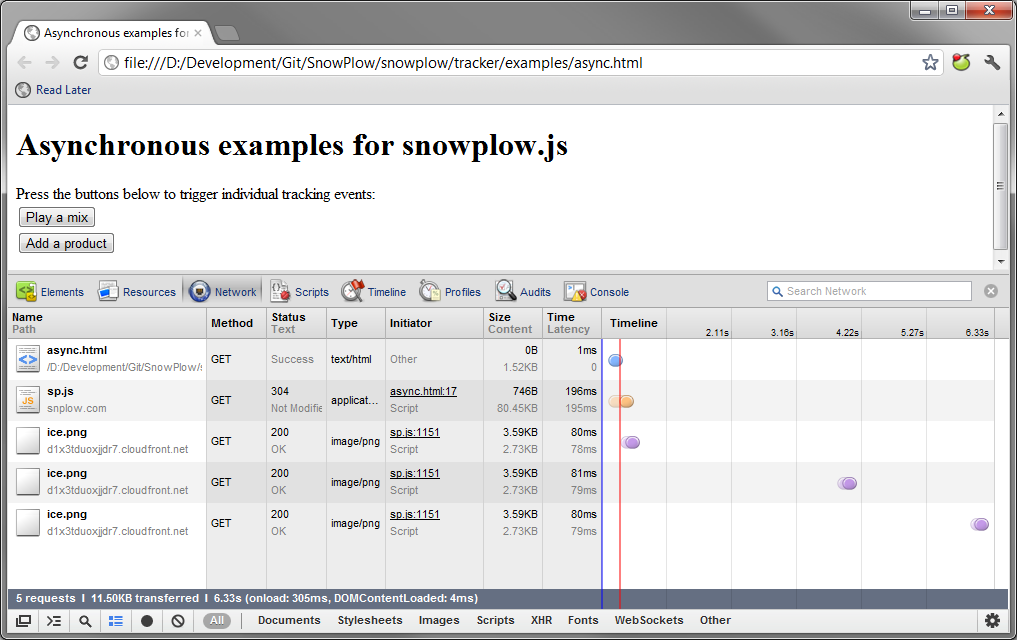 Asynchronous examples for
file:///D:/Development/Git/SnowPlow/snowplow/tracker/examples/async.html
Read Later
Asynchronous examples for snowplow.js
Press the buttons below to trigger individual tracking events:
Play a mix
Add a product
Elements Resources Network Scripts Timeline Profiles Audits Console Search Network
Name Method Status Type Initiator Size Time Timeline 2.11s 3.16s 4.22s 5.27s 6.33s
Path Text Content Latency
async.html GET Success text/html Other 0B 1ms
/D:/Development/Git/SnowPlow/s 1.52KB 0
sp.js GET 304 applicat... async.html:17 746B 196ms
snplow.com Not Modifie Script 80.45KB 195ms
ice.png GET 200 image/png sp.js:1151 3.59KB 80ms
d1x3tduoxjjdr7.cloudfront.net OK Script 2.73KB 78ms
ice.png GET 200 image/png sp.js:1151 3.59KB 81ms
d1x3tduoxjjdr7.cloudfront.net OK Script 2.73KB 79ms
ice.png GET 200 image/png sp.js:1151 3.59KB 80ms
d1x3tduoxjjdr7.cloudfront.net OK Script 2.73KB 79ms
5 requests I 11.50KB transferred I 6.33s (onload: 305ms, DOMContentLoaded: 4ms)
All Documents Stylesheets Images Scripts XHR Fonts WebSockets Other